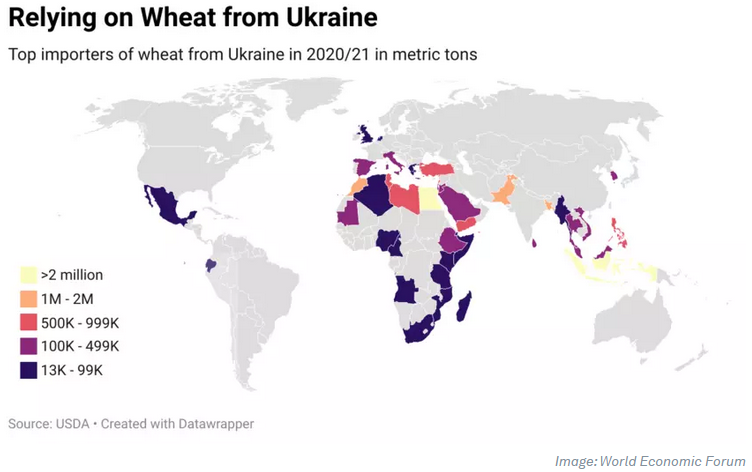 Relying on Wheat from Ukraine
Top importers of wheat from Ukraine in 2020/21 in metric tons
>2 million
1M - 2M
500K - 999K
100K - 499K
13K - 99K
Source: USDA • Created with Datawrapper
Image: World Economic Forum